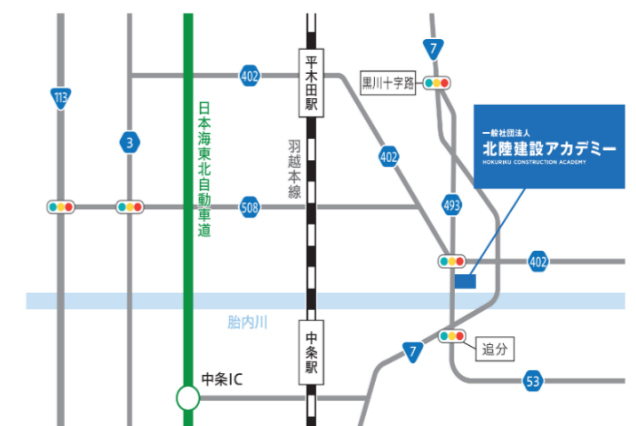 7
平木田駅
黒川十字路
402
113
日本海東北自動車道
一般社団法人
北陸建設アカデミー
HOKURIKU CONSTRUCTION ACADEMY
3
羽越本線
402
493
508
402
胎内川
中条駅
追分
7
中条IC
53